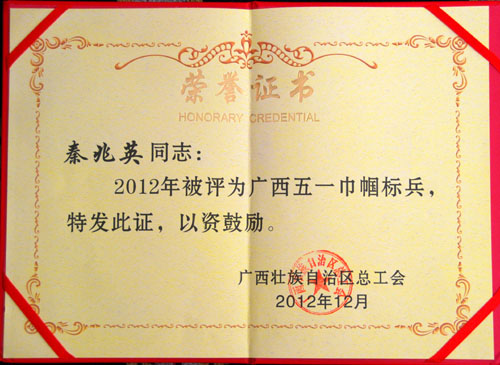 荣誉证书
HONORARY CREDENTIAL
秦兆英同志：
2012年被评为广西五一巾帼标兵，
特发此证，以资鼓励。
广西壮族自治区总工会
2012年12月